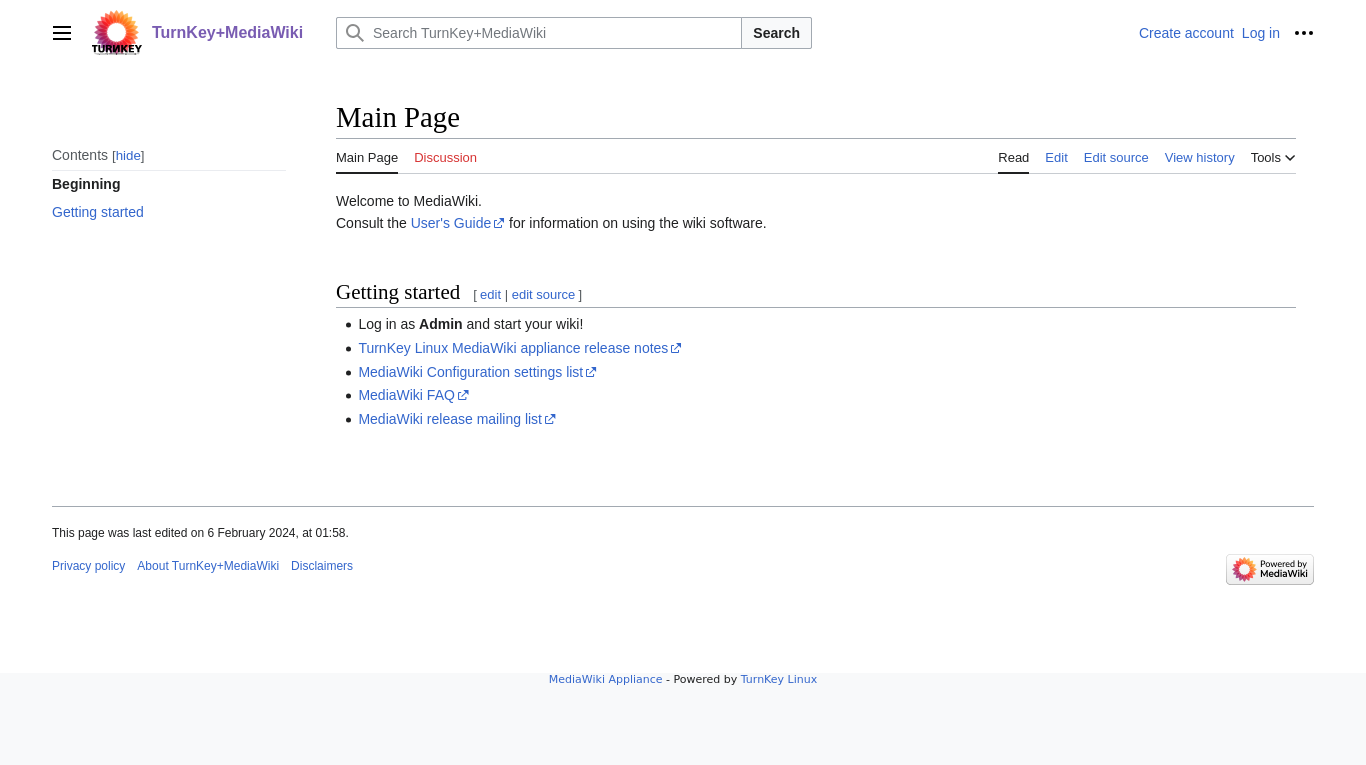 TURNKEY
TurnKey+MediaWiki
Search TurnKey+MediaWiki
Search
Create account Log in
Main Page
Contents [hide]
Beginning
Getting started
Main Page Discussion
Read Edit Edit source View history Tools
Welcome to MediaWiki.
Consult the User's Guide for information on using the wiki software.
Getting started [ edit | edit source ]
Log in as Admin and start your wiki!
TurnKey Linux MediaWiki appliance release notes
MediaWiki Configuration settings list
MediaWiki FAQ
MediaWiki release mailing list
This page was last edited on 6 February 2024, at 01:58.
Privacy policy About TurnKey+MediaWiki Disclaimers
Powered by
MediaWiki
MediaWiki Appliance - Powered by TurnKey Linux